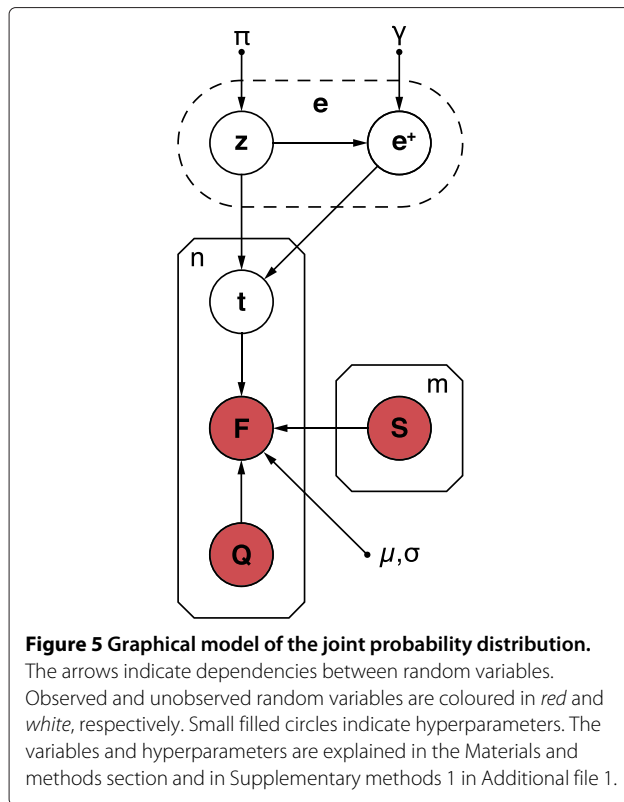 π
γ
e
z
e+
n
t
m
F
S
Q
μ,σ
Figure 5 Graphical model of the joint probability distribution.
The arrows indicate dependencies between random variables.
Observed and unobserved random variables are coloured in red and
white, respectively. Small filled circles indicate hyperparameters. The
variables and hyperparameters are explained in the Materials and
methods section and in Supplementary methods 1 in Additional file 1.